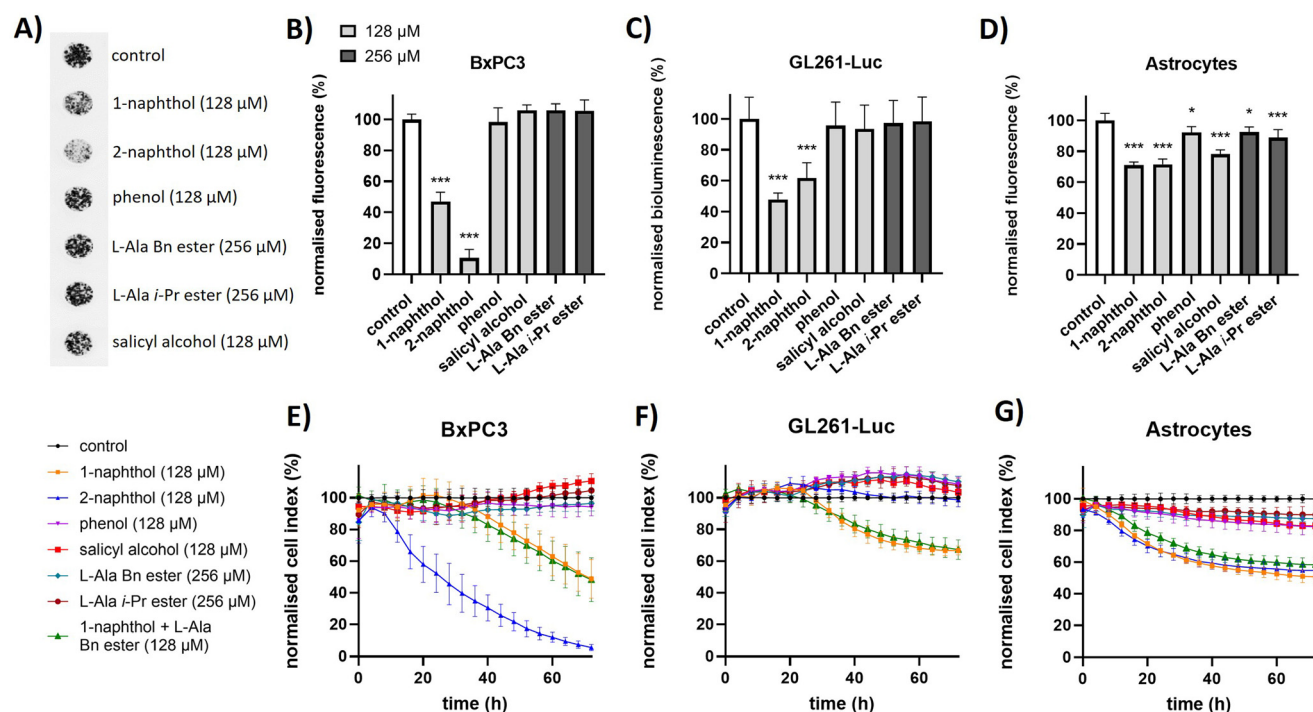 A)
control
1-naphthol (128 µM)
2-naphthol (128 µM)
phenol (128 µM)
L-Ala Bn ester (256 µM)
L-Ala i-Pr ester (256 µM)
salicyl alcohol (128 µM)
B)
128 µM
256 µM
BxPC3
normalised fluorescence (%)
100
80
60
40
20
0
***
***
control
1-naphthol
2-naphthol
phenol
salicyl alcohol
L-Ala Bn ester
L-Ala i-Pr ester
C)
GL261-Luc
normalised bioluminescence (%)
100
80
60
40
20
0
***
***
control
1-naphthol
2-naphthol
phenol
salicyl alcohol
L-Ala Bn ester
L-Ala i-Pr ester
D)
Astrocytes
normalised fluorescence (%)
100
80
60
40
20
0
***
***
*
***
*
***
control
1-naphthol
2-naphthol
phenol
salicyl alcohol
L-Ala Bn ester
L-Ala i-Pr ester
control
1-naphthol (128 µM)
2-naphthol (128 µM)
phenol (128 µM)
salicyl alcohol (128 µM)
L-Ala Bn ester (256 µM)
L-Ala i-Pr ester (256 µM)
1-naphthol + L-Ala
Bn ester (128 µM)
E)
BxPC3
normalised cell index (%)
100
80
60
40
20
0
0
20
40
60
time (h)
F)
GL261-Luc
normalised cell index (%)
100
80
60
40
20
0
0
20
40
60
time (h)
G)
Astrocytes
normalised cell index (%)
100
80
60
40
20
0
0
20
40
60
time (h)